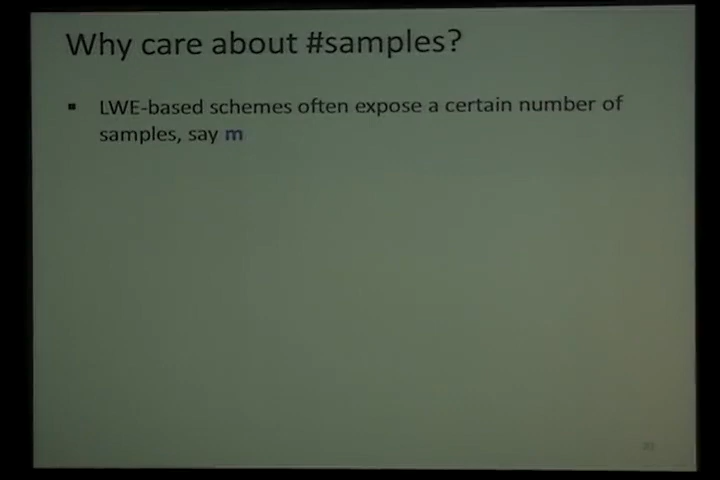 Why care about #samples?
▪ LWE-based schemes often expose a certain number of
samples, say m